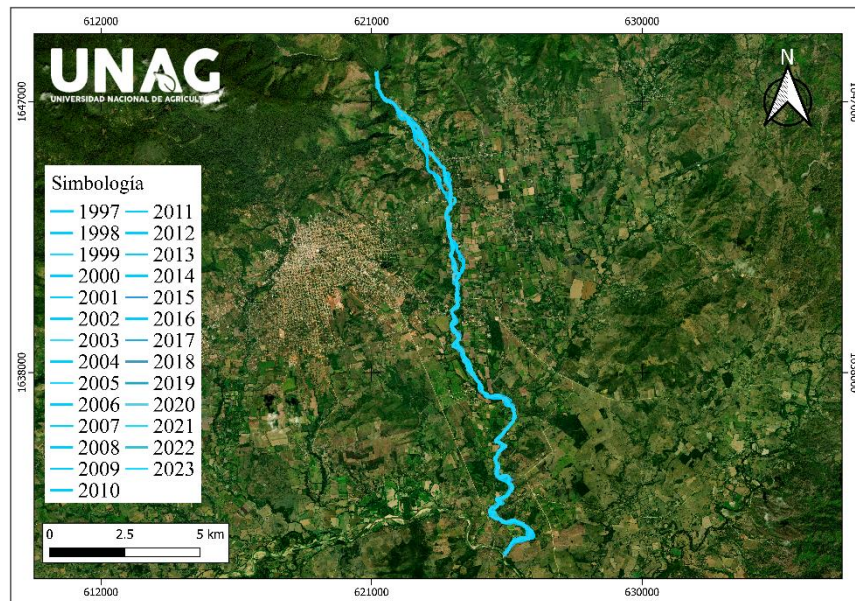 612000 621000 630000
UNAG
UNIVERSIDAD NACIONAL DE AGRICULTURA
N
1647000 1647000
Simbología
1997 2011
1998 2012
1999 2013
2000 2014
2001 2015
2002 2016
2003 2017
2004 2018
2005 2019
2006 2020
2007 2021
2008 2022
2009 2023
2010
1638000 1638000
0 2.5 5 km
612000 621000 630000